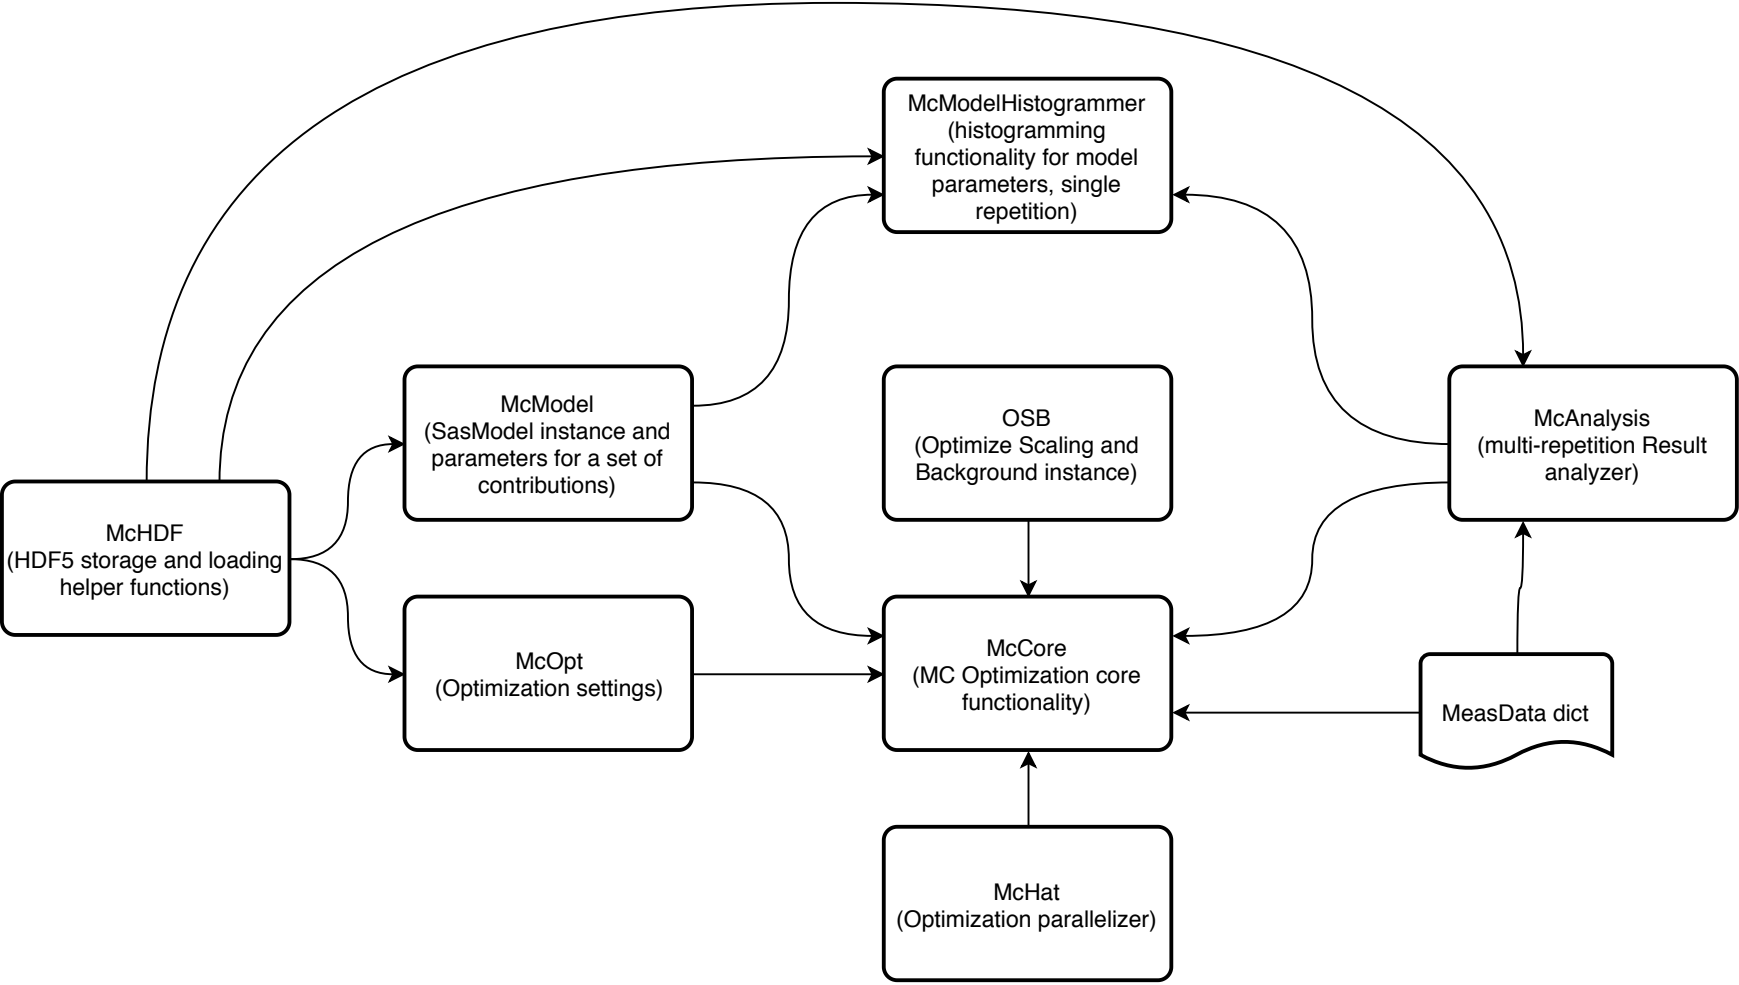 McModelHistogrammer
(histogramming
functionality for model
parameters, single
repetition)
McModel
(SasModel instance and
parameters for a set of
contributions)
OSB
(Optimize Scaling and
Background instance)
McAnalysis
(multi-repetition Result
analyzer)
McHDF
(HDF5 storage and loading
helper functions)
McOpt
(Optimization settings)
McCore
(MC Optimization core
functionality)
MeasData dict
McHat
(Optimization parallelizer)